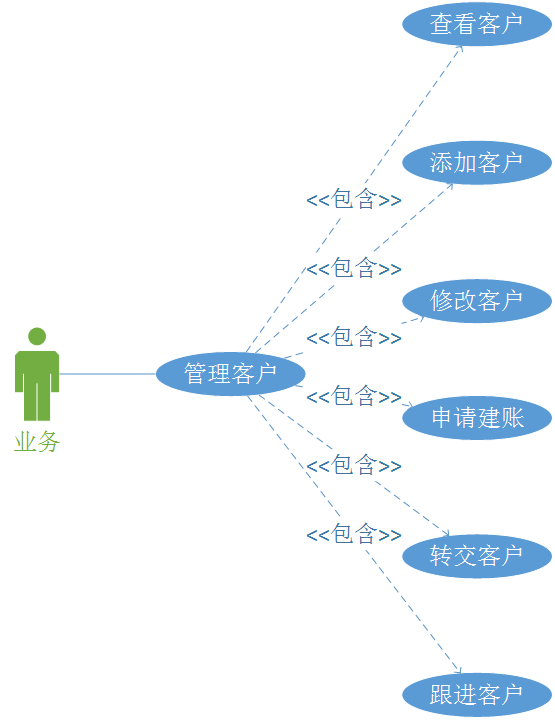 查看客户
添加客户
<<包含>>
<<包含>>
修改客户
<<包含>>
管理客户
<<包含>>
申请建账
业务
<<包含>>
<<包含>>
转交客户
跟进客户